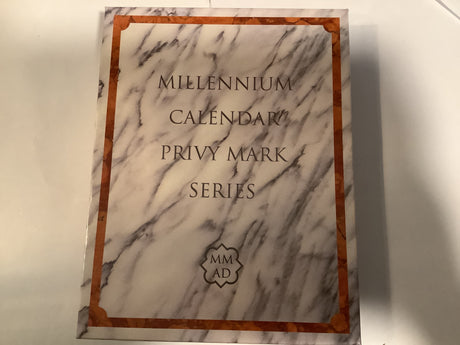 MILLENNIUM
CALENDAR
PRIVY MARK
SERIES
MM
AD